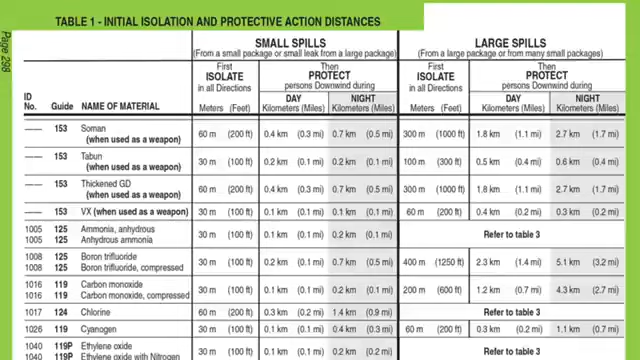 TABLE 1 - INITIAL ISOLATION AND PROTECTIVE ACTION DISTANCES
Page 298
SMALL SPILLS LARGE SPILLS
(From a small package or small leak from a large package) (From a large package or from many small packages)
First Then First Then
ISOLATE PROTECT ISOLATE PROTECT
in all Directions persons Downwind during in all Directions persons Downwind during
ID DAY NIGHT DAY NIGHT
No. Guide NAME OF MATERIAL Meters (Feet) Kilometers (Miles) Kilometers (Miles) Meters (Feet) Kilometers (Miles) Kilometers (Miles)
—— 153 Soman 60 m (200 ft) 0.4 km (0.3 mi) 0.7 km (0.5 mi) 300 m (1000 ft) 1.8 km (1.1 mi) 2.7 km (1.7 mi)
(when used as a weapon)
—— 153 Tabun 30 m (100 ft) 0.2 km (0.1 mi) 0.2 km (0.1 mi) 100 m (300 ft) 0.5 km (0.4 mi) 0.6 km (0.4 mi)
(when used as a weapon)
—— 153 Thickened GD 60 m (200 ft) 0.4 km (0.3 mi) 0.7 km (0.5 mi) 300 m (1000 ft) 1.8 km (1.1 mi) 2.7 km (1.7 mi)
(when used as a weapon)
—— 153 VX (when used as a weapon) 30 m (100 ft) 0.1 km (0.1 mi) 0.1 km (0.1 mi) 60 m (200 ft) 0.4 km (0.2 mi) 0.3 km (0.2 mi)
1005 125 Ammonia, anhydrous 30 m (100 ft) 0.1 km (0.1 mi) 0.2 km (0.1 mi) Refer to table 3
1005 125 Anhydrous ammonia
1008 125 Boron trifluoride 30 m (100 ft) 0.2 km (0.1 mi) 0.7 km (0.5 mi) 400 m (1250 ft) 2.3 km (1.4 mi) 5.1 km (3.2 mi)
1008 125 Boron trifluoride, compressed
1016 119 Carbon monoxide 30 m (100 ft) 0.1 km (0.1 mi) 0.2 km (0.1 mi) 200 m (600 ft) 1.2 km (0.7 mi) 4.3 km (2.7 mi)
1016 119 Carbon monoxide, compressed
1017 124 Chlorine 60 m (200 ft) 0.3 km (0.2 mi) 1.4 km (0.9 mi) Refer to table 3
1026 119 Cyanogen 30 m (100 ft) 0.1 km (0.1 mi) 0.4 km (0.3 mi) 60 m (200 ft) 0.3 km (0.2 mi) 1.1 km (0.7 mi)
1040 119P Ethylene oxide 30 m (100 ft) 0.1 km (0.1 mi) 0.2 km (0.2 mi) Refer to table 3
1040 119P Ethylene oxide with Nitrogen